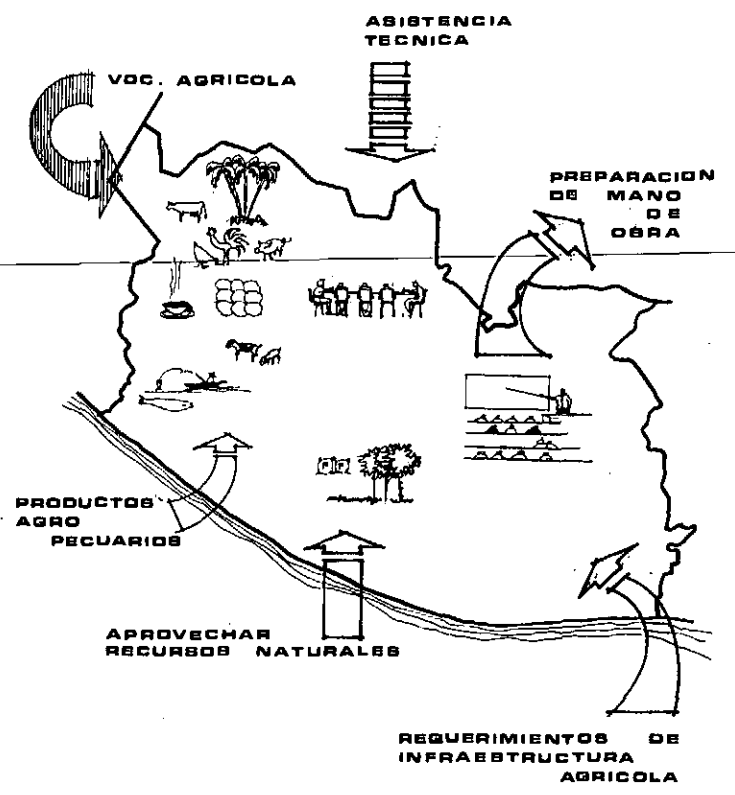 ASISTENCIA
TECNICA
VOC. AGRICOLA
PREPARACION
DE MANO
DE
OBRA
PRODUCTOS
AGRO
PECUARIOS
APROVECHAR
RECURSOS NATURALES
REQUERIMIENTOS DE
INFRAESTRUCTURA
AGRICOLA